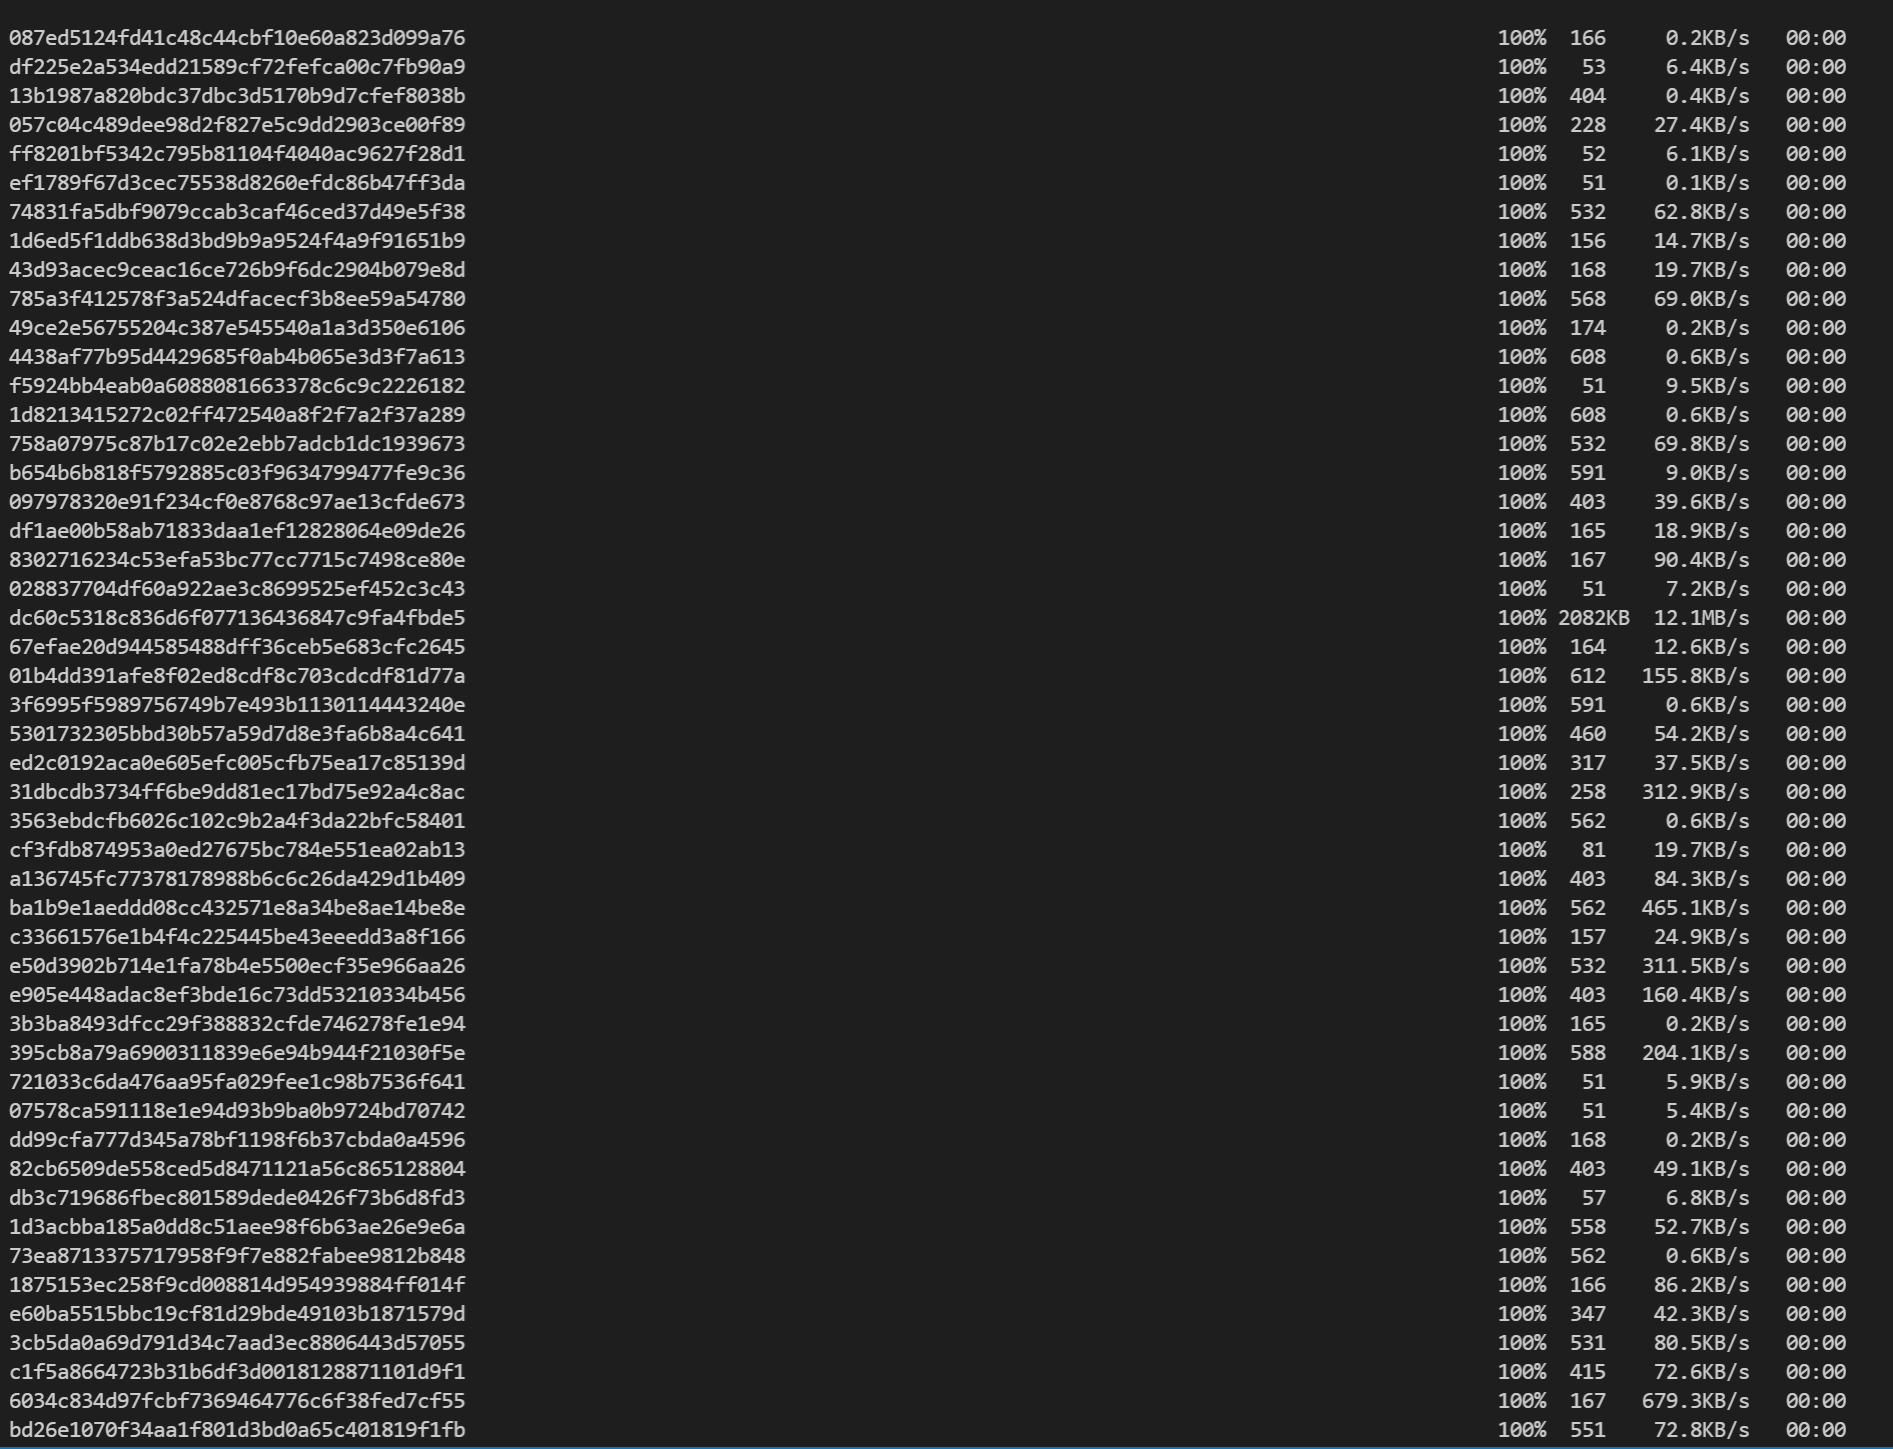 087ed5124fd41c48c44cbf10e60a823d099a76 100% 166 0.2KB/s 00:00
df225e2a534edd21589cf72fefca00c7fb90a9 100% 53 6.4KB/s 00:00
13b1987a820bdc37dbc3d5170b9d7cfef8038b 100% 404 0.4KB/s 00:00
057c04c489dee98d2f827e5c9dd2903ce00f89 100% 228 27.4KB/s 00:00
ff8201bf5342c795b81104f4040ac9627f28d1 100% 52 6.1KB/s 00:00
ef1789f67d3cec75538d8260efdc86b47ff3da 100% 51 0.1KB/s 00:00
74831fa5dbf9079ccab3caf46ced37d49e5f38 100% 532 62.8KB/s 00:00
1d6ed5f1ddb638d3bd9b9a9524f4a9f91651b9 100% 156 14.7KB/s 00:00
43d93acec9ceac16ce726b9f6dc2904b079e8d 100% 168 19.7KB/s 00:00
785a3f412578f3a524dfacecf3b8ee59a54780 100% 568 69.0KB/s 00:00
49ce2e56755204c387e545540a1a3d350e6106 100% 174 0.2KB/s 00:00
4438af77b95d4429685f0ab4b065e3d3f7a613 100% 608 0.6KB/s 00:00
f5924bb4eab0a6088081663378c6c9c2226182 100% 51 9.5KB/s 00:00
1d8213415272c02ff472540a8f2f7a2f37a289 100% 608 0.6KB/s 00:00
758a07975c87b17c02e2ebb7adcb1dc1939673 100% 532 69.8KB/s 00:00
b654b6b818f5792885c03f9634799477fe9c36 100% 591 9.0KB/s 00:00
097978320e91f234cf0e8768c97ae13cfde673 100% 403 39.6KB/s 00:00
df1ae00b58ab71833daa1ef12828064e09de26 100% 165 18.9KB/s 00:00
8302716234c53efa53bc77cc7715c7498ce80e 100% 167 90.4KB/s 00:00
028837704df60a922ae3c8699525ef452c3c43 100% 51 7.2KB/s 00:00
dc60c5318c836d6f077136436847c9fa4fbde5 100% 2082KB 12.1MB/s 00:00
67efae20d944585488dff36ceb5e683cfc2645 100% 164 12.6KB/s 00:00
01b4dd391afe8f02ed8cdf8c703cdcdf81d77a 100% 612 155.8KB/s 00:00
3f6995f5989756749b7e493b1130114443240e 100% 591 0.6KB/s 00:00
5301732305bbd30b57a59d7d8e3fa6b8a4c641 100% 460 54.2KB/s 00:00
ed2c0192aca0e605efc005cfb75ea17c85139d 100% 317 37.5KB/s 00:00
31dbcdb3734ff6be9dd81ec17bd75e92a4c8ac 100% 258 312.9KB/s 00:00
3563ebdcfb6026c102c9b2a4f3da22bfc58401 100% 562 0.6KB/s 00:00
cf3fdb874953a0ed27675bc784e551ea02ab13 100% 81 19.7KB/s 00:00
a136745fc77378178988b6c6c26da429d1b409 100% 403 84.3KB/s 00:00
ba1b9e1aeddd08cc432571e8a34be8ae14be8e 100% 562 465.1KB/s 00:00
c33661576e1b4f4c225445be43eeedd3a8f166 100% 157 24.9KB/s 00:00
e50d3902b714e1fa78b4e5500ecf35e966aa26 100% 532 311.5KB/s 00:00
e905e448adac8ef3bde16c73dd53210334b456 100% 403 160.4KB/s 00:00
3b3ba8493dfcc29f388832cfde746278fe1e94 100% 165 0.2KB/s 00:00
395cb8a79a6900311839e6e94b944f21030f5e 100% 588 204.1KB/s 00:00
721033c6da476aa95fa029fee1c98b7536f641 100% 51 5.9KB/s 00:00
07578ca591118e1e94d93b9ba0b9724bd70742 100% 51 5.4KB/s 00:00
dd99cfa777d345a78bf1198f6b37cbda0a4596 100% 168 0.2KB/s 00:00
82cb6509de558ced5d8471121a56c865128804 100% 403 49.1KB/s 00:00
db3c719686fbec801589dede0426f73b6d8fd3 100% 57 6.8KB/s 00:00
1d3acbba185a0dd8c51aee98f6b63ae26e9e6a 100% 558 52.7KB/s 00:00
73ea8713375717958f9f7e882fabee9812b848 100% 562 0.6KB/s 00:00
1875153ec258f9cd008814d954939884ff014f 100% 166 86.2KB/s 00:00
e60ba5515bbc19cf81d29bde49103b1871579d 100% 347 42.3KB/s 00:00
3cb5da0a69d791d34c7aad3ec8806443d57055 100% 531 80.5KB/s 00:00
c1f5a8664723b31b6df3d0018128871101d9f1 100% 415 72.6KB/s 00:00
6034c834d97fcbf7369464776c6f38fed7cf55 100% 167 679.3KB/s 00:00
bd26e1070f34aa1f801d3bd0a65c401819f1fb 100% 551 72.8KB/s 00:00